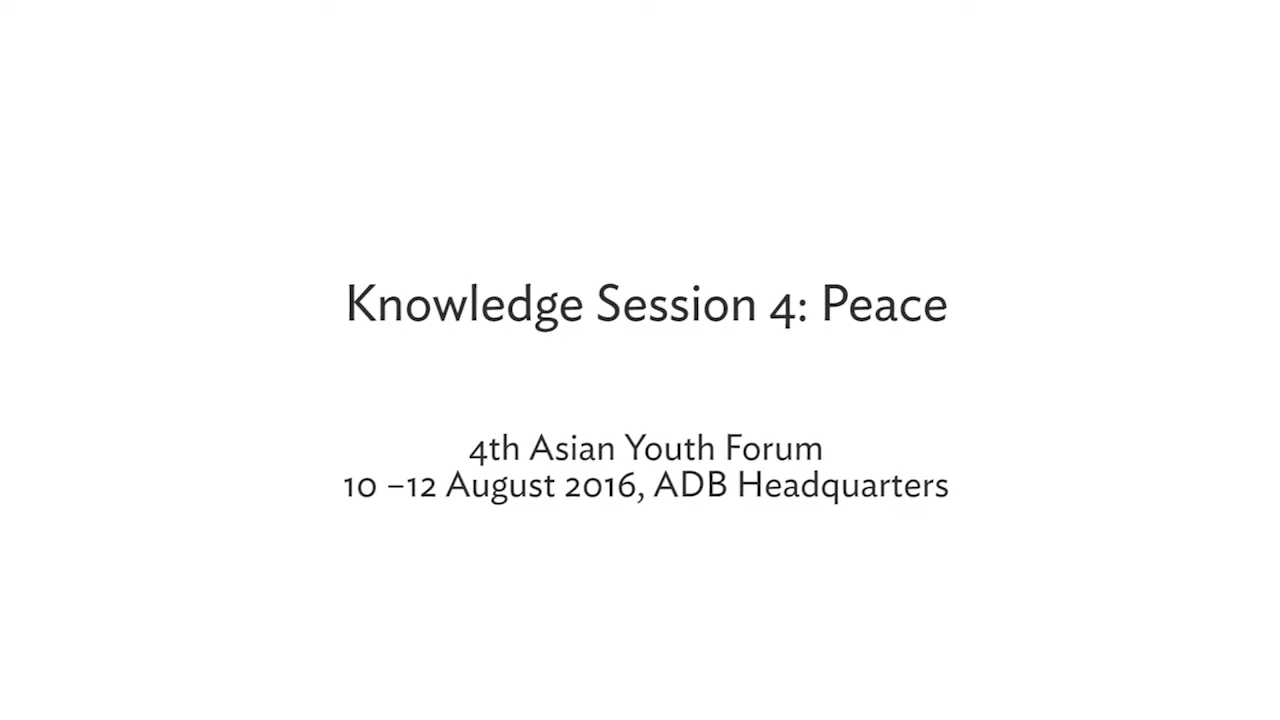 Knowledge Session 4: Peace
4th Asian Youth Forum
10 –12 August 2016, ADB Headquarters